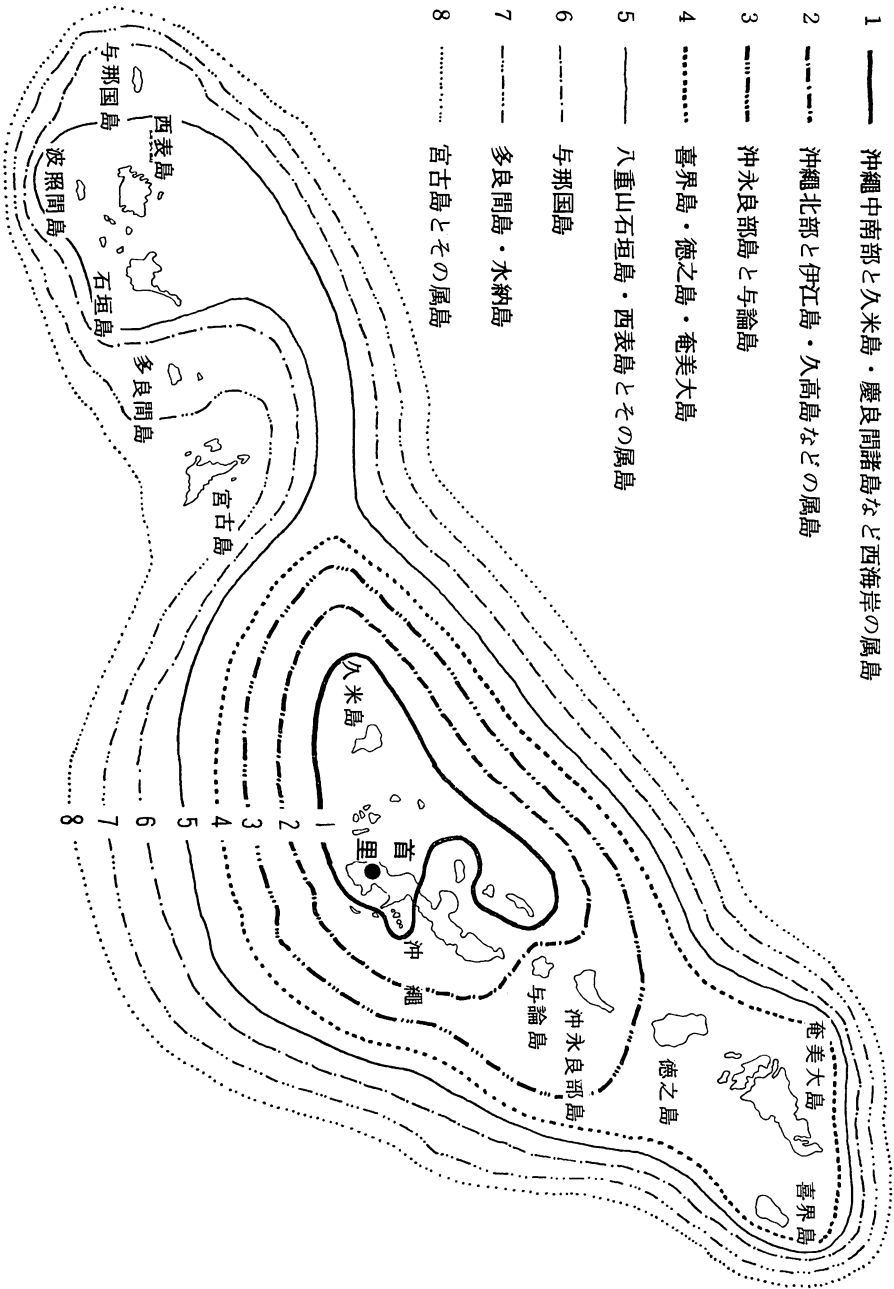 1 沖縄中南部と久米島・慶良間諸島など西海岸の属島
2 沖縄北部と伊江島・久高島などの属島
3 沖永良部島と与論島
4 喜界島・徳之島・奄美大島
5 八重山石垣島・西表島とその属島
6 与那国島
7 多良間島・水納島
8 宮古島とその属島
奄美大島
喜界島
徳之島
沖永良部島
与論島
沖縄
首里
久米島
1
2
3
4
5
6
7
8
宮古島
多良間島
石垣島
西表島
波照間島
与那国島